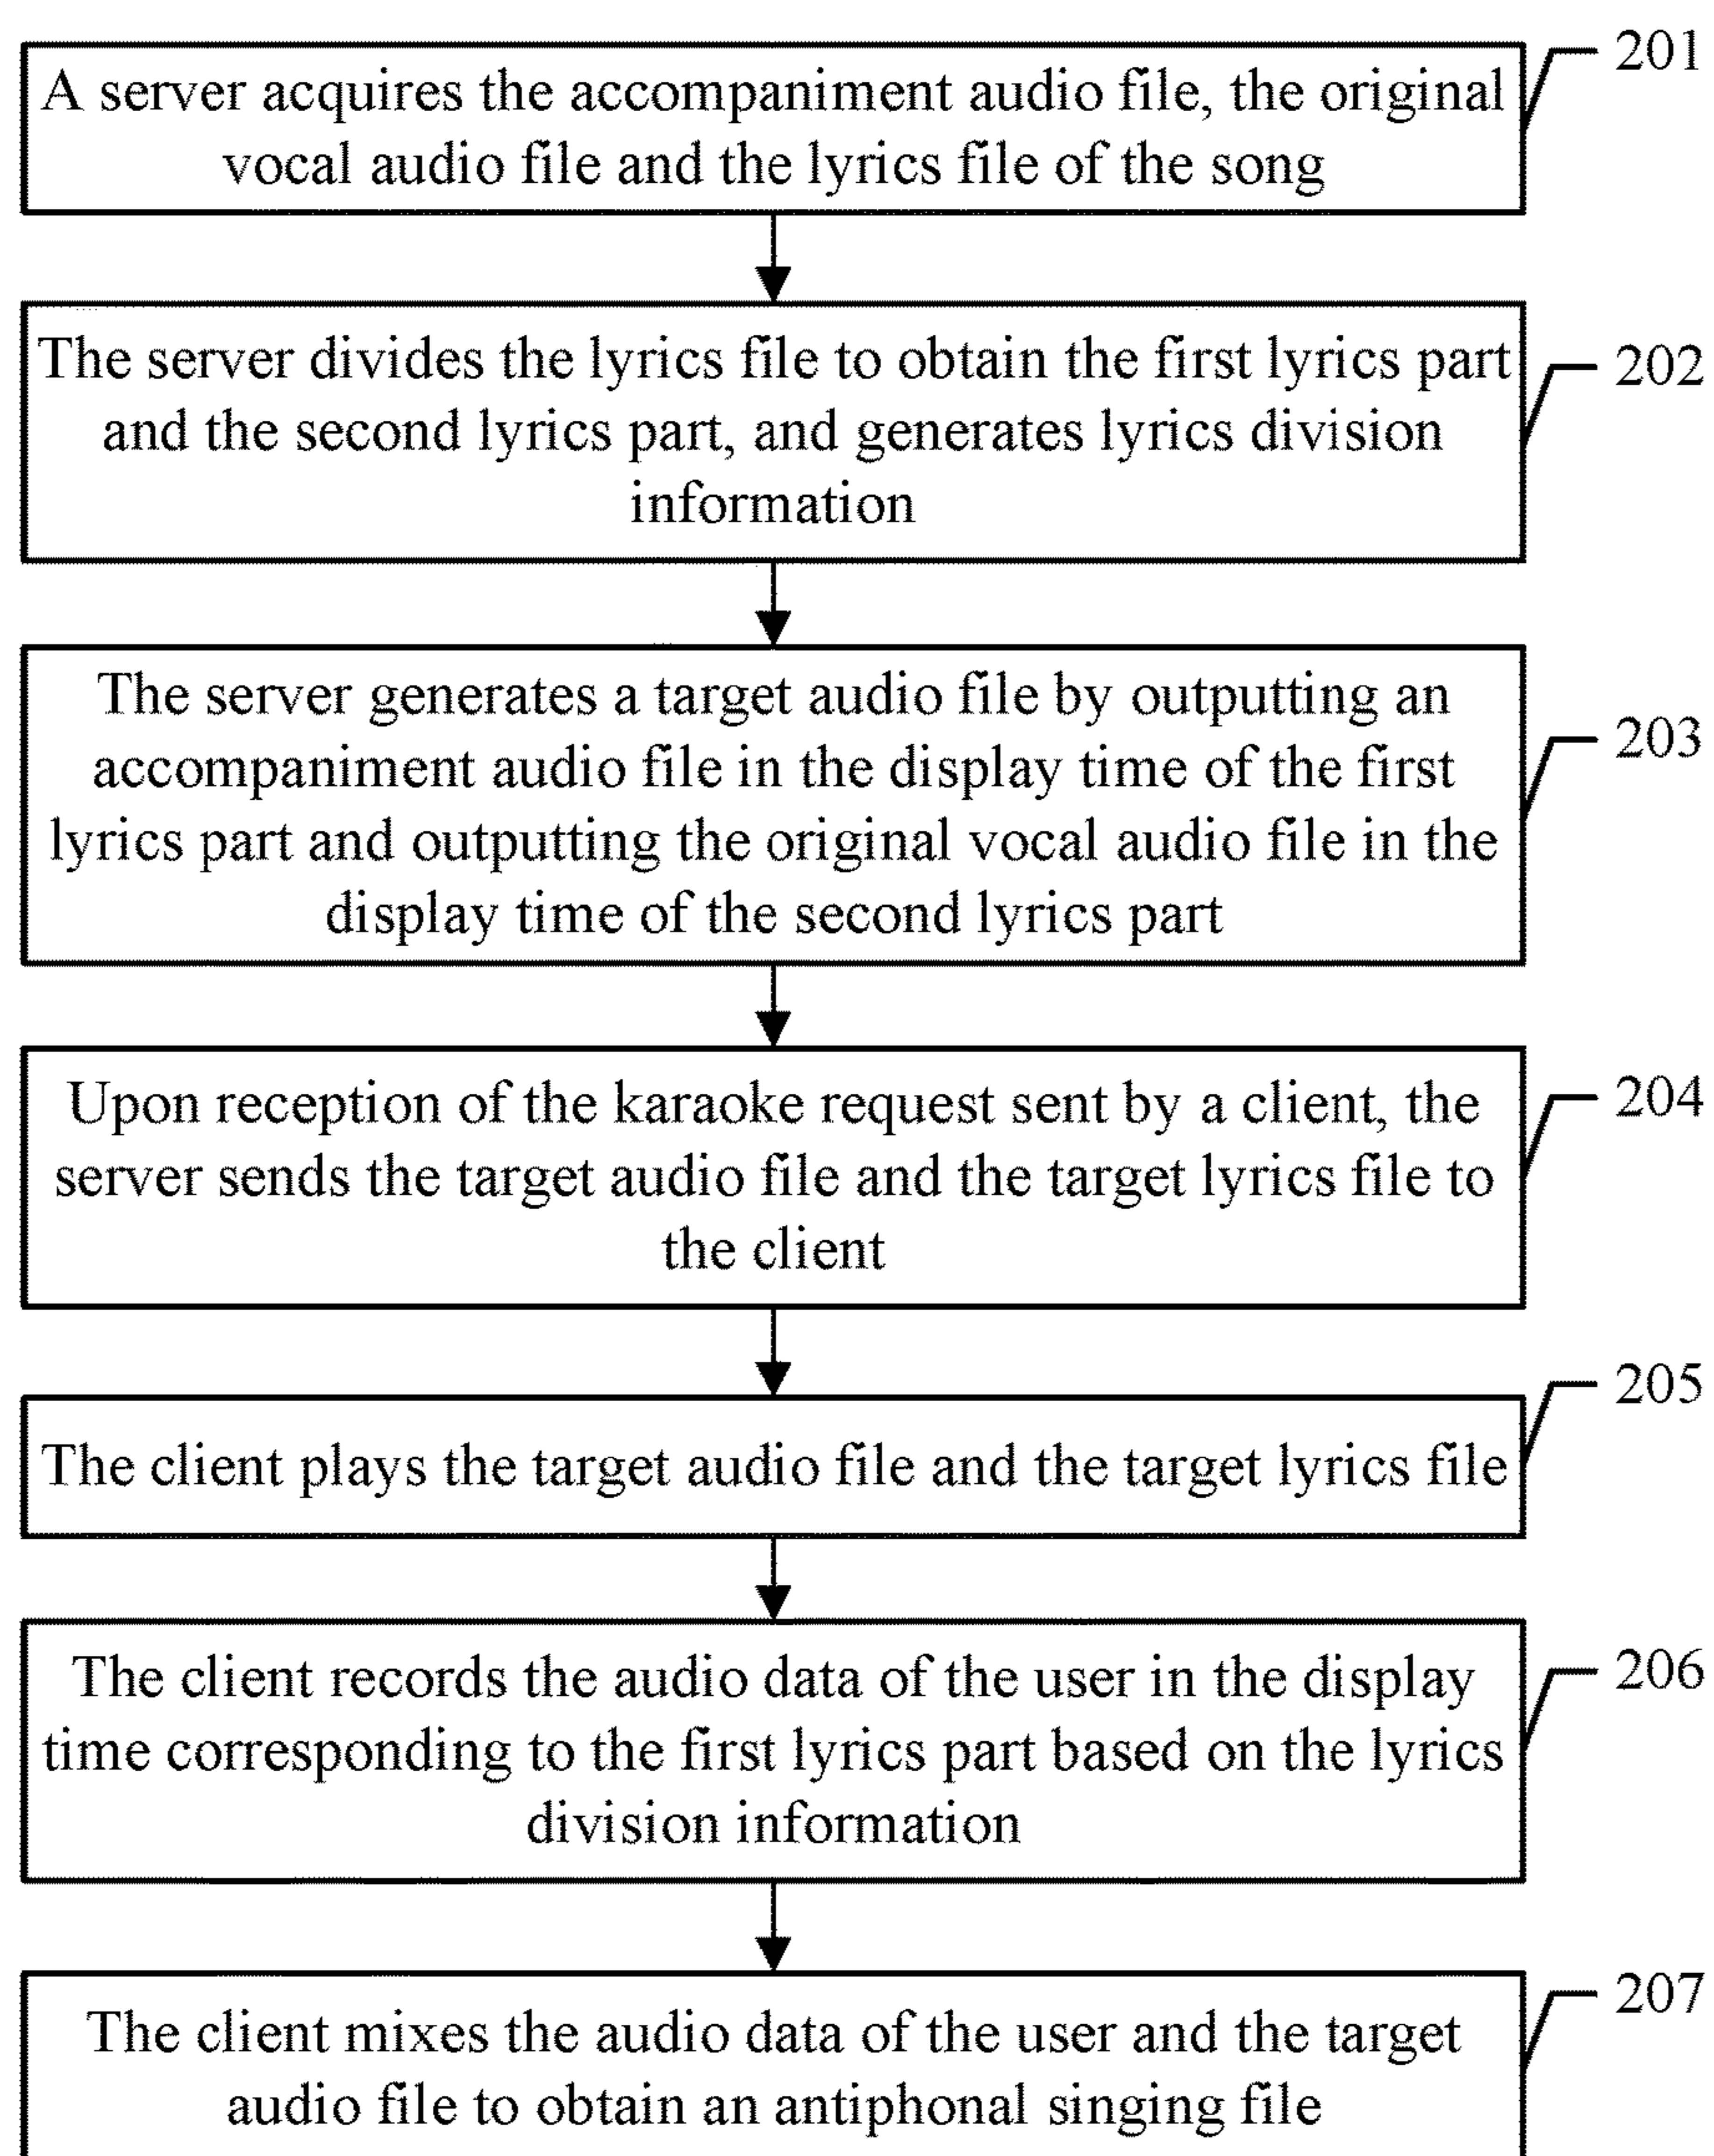 201
A server acquires the accompaniment audio file, the original
vocal audio file and the lyrics file of the song
202
The server divides the lyrics file to obtain the first lyrics part
and the second lyrics part, and generates lyrics division
information
203
The server generates a target audio file by outputting an
accompaniment audio file in the display time of the first
lyrics part and outputting the original vocal audio file in the
display time of the second lyrics part
204
Upon reception of the karaoke request sent by a client, the
server sends the target audio file and the target lyrics file to
the client
205
The client plays the target audio file and the target lyrics file
206
The client records the audio data of the user in the display
time corresponding to the first lyrics part based on the lyrics
division information
207
The client mixes the audio data of the user and the target
audio file to obtain an antiphonal singing file